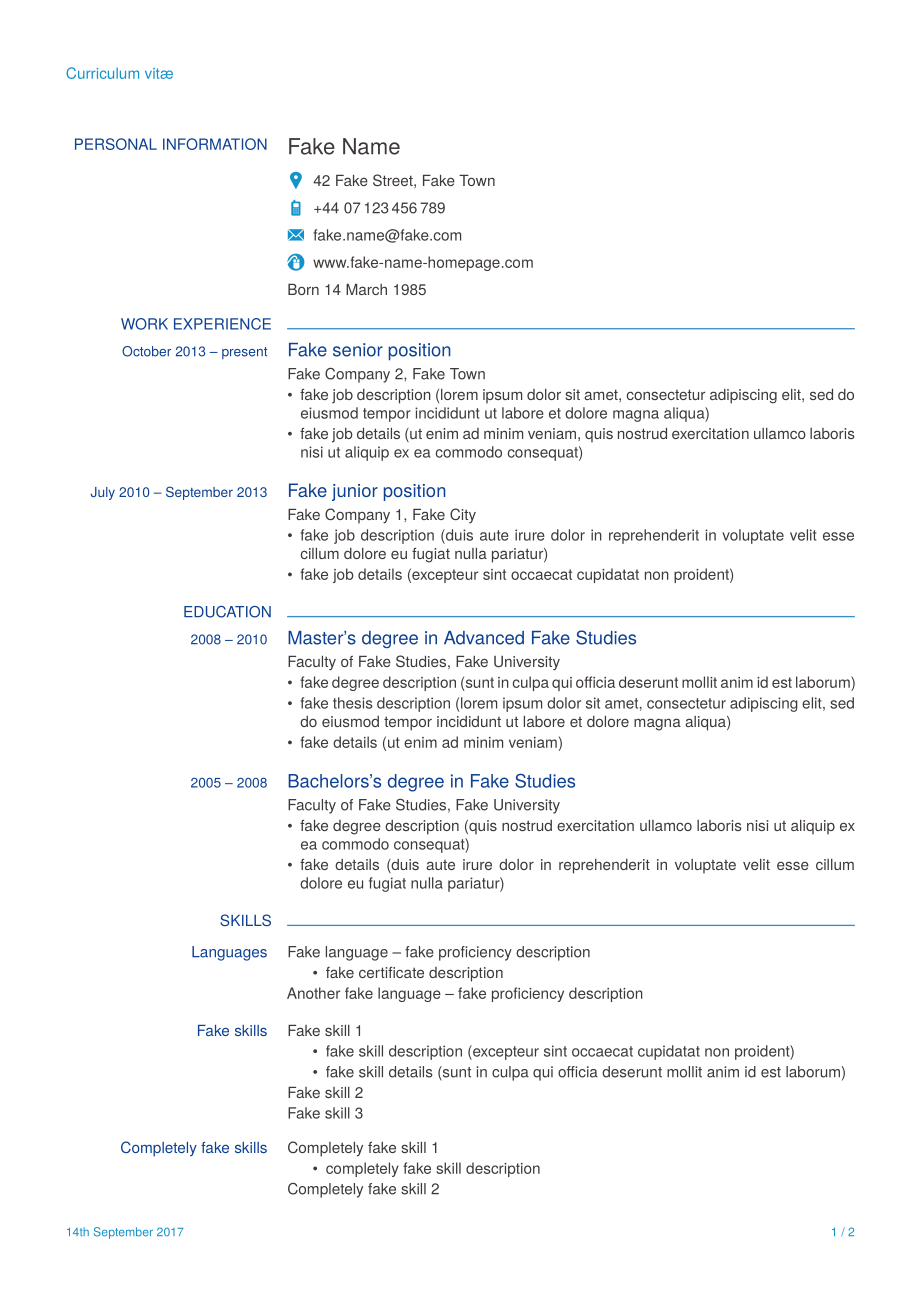 Curriculum vitæ
PERSONAL INFORMATION Fake Name
42 Fake Street, Fake Town
+44 07 123 456 789
fake.name@fake.com
www.fake-name-homepage.com
Born 14 March 1985
WORK EXPERIENCE
October 2013 – present Fake senior position
Fake Company 2, Fake Town
• fake job description (lorem ipsum dolor sit amet, consectetur adipiscing elit, sed do
eiusmod tempor incididunt ut labore et dolore magna aliqua)
• fake job details (ut enim ad minim veniam, quis nostrud exercitation ullamco laboris
nisi ut aliquip ex ea commodo consequat)
July 2010 – September 2013 Fake junior position
Fake Company 1, Fake City
• fake job description (duis aute irure dolor in reprehenderit in voluptate velit esse
cillum dolore eu fugiat nulla pariatur)
• fake job details (excepteur sint occaecat cupidatat non proident)
EDUCATION
2008 – 2010 Master’s degree in Advanced Fake Studies
Faculty of Fake Studies, Fake University
• fake degree description (sunt in culpa qui officia deserunt mollit anim id est laborum)
• fake thesis description (lorem ipsum dolor sit amet, consectetur adipiscing elit, sed
do eiusmod tempor incididunt ut labore et dolore magna aliqua)
• fake details (ut enim ad minim veniam)
2005 – 2008 Bachelors’s degree in Fake Studies
Faculty of Fake Studies, Fake University
• fake degree description (quis nostrud exercitation ullamco laboris nisi ut aliquip ex
ea commodo consequat)
• fake details (duis aute irure dolor in reprehenderit in voluptate velit esse cillum
dolore eu fugiat nulla pariatur)
SKILLS
Languages Fake language – fake proficiency description
• fake certificate description
Another fake language – fake proficiency description
Fake skills Fake skill 1
• fake skill description (excepteur sint occaecat cupidatat non proident)
• fake skill details (sunt in culpa qui officia deserunt mollit anim id est laborum)
Fake skill 2
Fake skill 3
Completely fake skills Completely fake skill 1
• completely fake skill description
Completely fake skill 2
14th September 2017 1 / 2